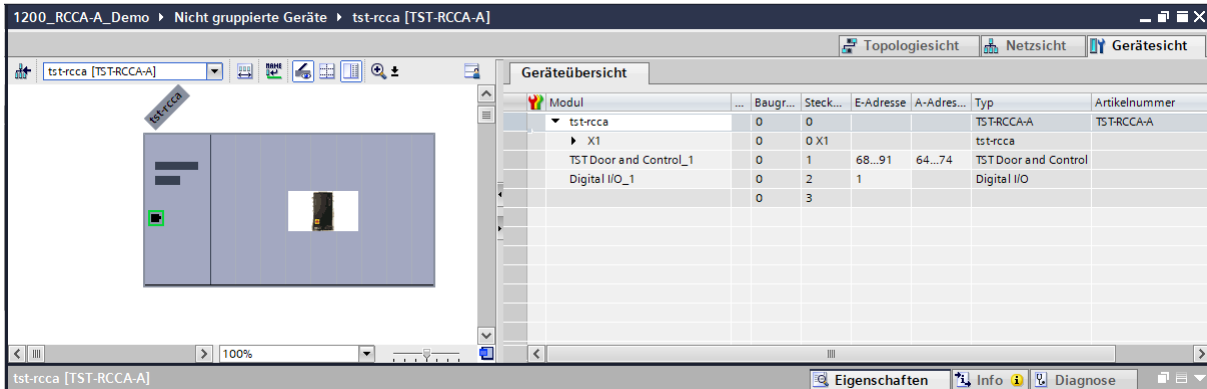 1200_RCCA-A_Demo ▸ Nicht gruppierte Geräte ▸ tst-rcca [TST-RCCA-A]
Topologiesicht Netzsicht Gerätesicht
tst-rcca [TST-RCCA-A]
tst-rcca
100%
Geräteübersicht
Modul ... Baugr... Steck... E-Adresse A-Adres... Typ Artikelnummer
tst-rcca 0 0 TST-RCCA-A TST-RCCA-A
X1 0 0 X1 tst-rcca
TST Door and Control_1 0 1 68...91 64...74 TST Door and Control
Digital I/O_1 0 2 1 Digital I/O
0 3
tst-rcca [TST-RCCA-A] Eigenschaften Info Diagnose